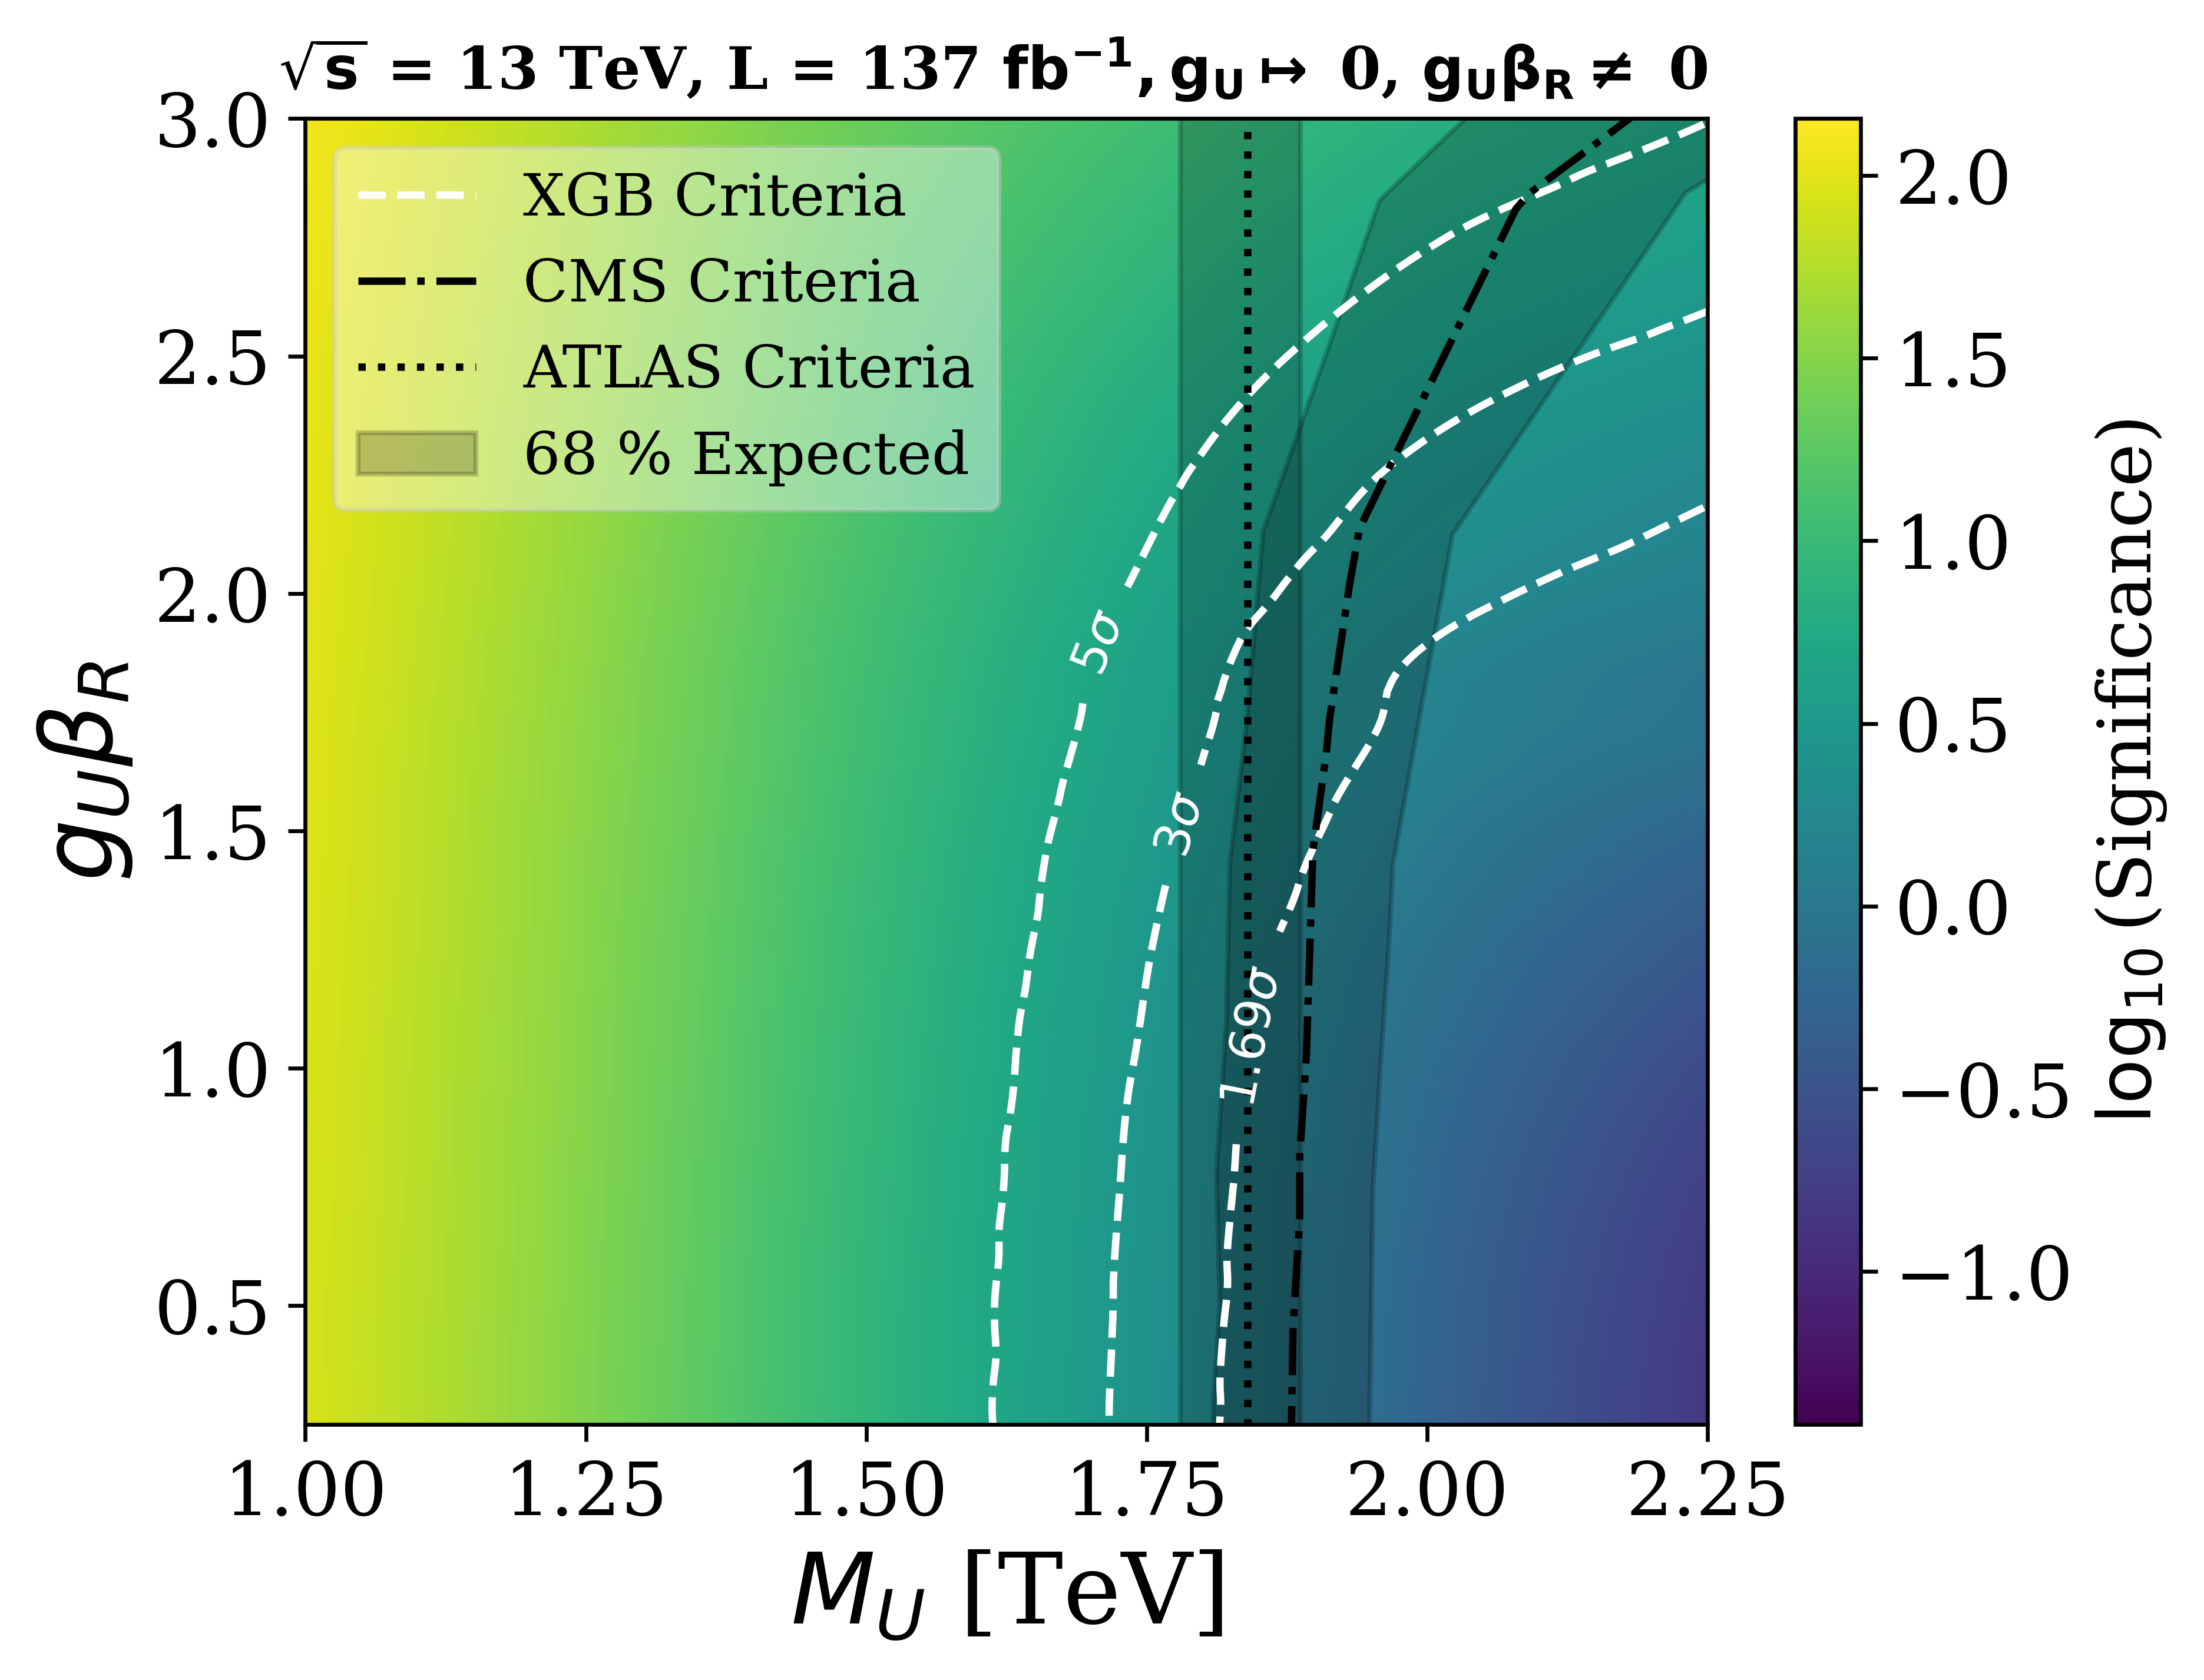 √s = 13 TeV, L = 137 fb⁻¹, g_U ↦ 0, g_Uβ_R ≠ 0
XGB Criteria
CMS Criteria
ATLAS Criteria
68 % Expected
5σ
3σ
1.69σ
3.0
2.5
2.0
1.5
1.0
0.5
g_Uβ_R
1.00 1.25 1.50 1.75 2.00 2.25
M_U [TeV]
2.0
1.5
1.0
0.5
0.0
−0.5
−1.0
log₁₀(Significance)